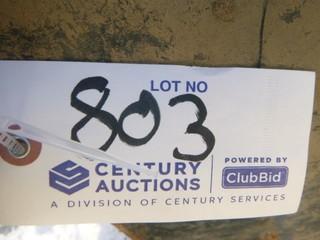 LOT NO
803
CENTURY AUCTIONS
POWERED BY
ClubBid
A DIVISION OF CENTURY SERVICES